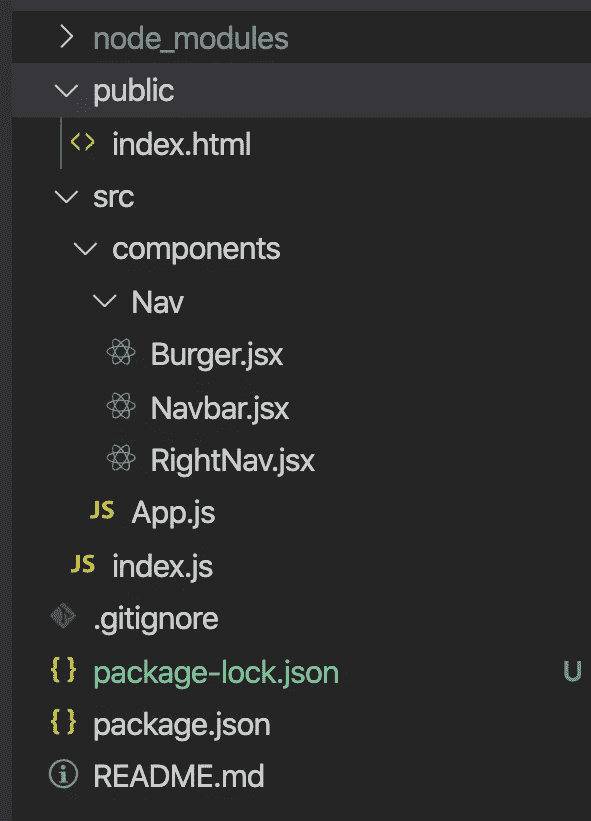 node_modules
public
<> index.html
src
components
Nav
Burger.jsx
Navbar.jsx
RightNav.jsx
JS App.js
JS index.js
.gitignore
{} package-lock.json U
{} package.json
README.md